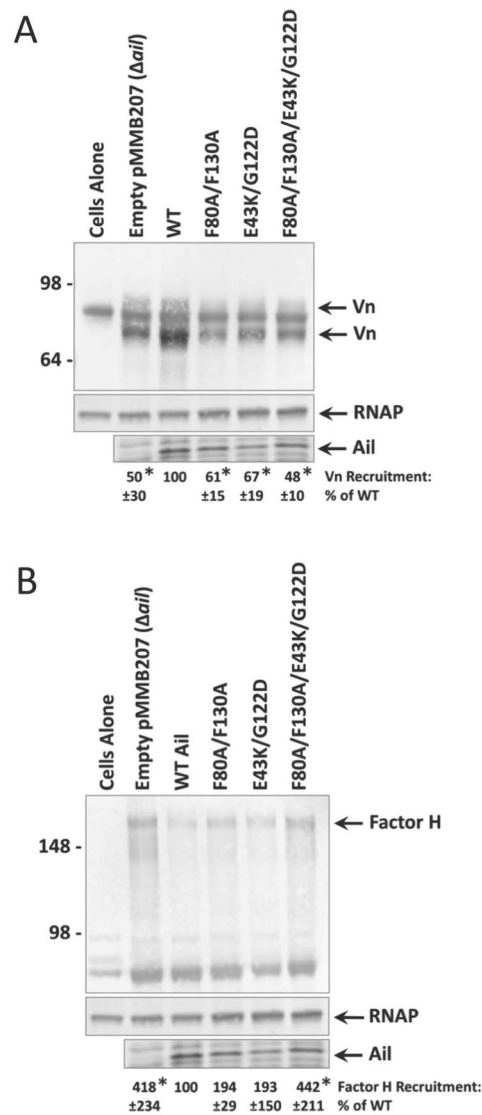 A
Cells Alone
Empty pMMB207 (Δail)
WT
F80A/F130A
E43K/G122D
F80A/F130A/E43K/G122D
98 -
64 -
Vn
Vn
RNAP
Ail
50* 100 61* 67* 48* Vn Recruitment:
±30 ±15 ±19 ±10 % of WT
B
Cells Alone
Empty pMMB207 (Δail)
WT Ail
F80A/F130A
E43K/G122D
F80A/F130A/E43K/G122D
148 -
98 -
Factor H
RNAP
Ail
418* 100 194 193 442* Factor H Recruitment:
±234 ±29 ±150 ±211 % of WT